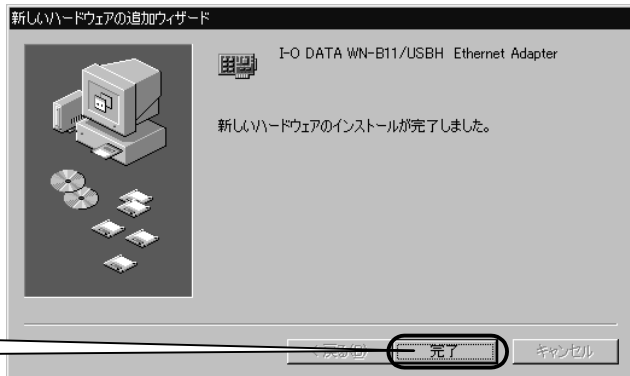 新しいハードウェアの追加ウィザード
I-O DATA WN-B11/USBH Ethernet Adapter
新しいハードウェアのインストールが完了しました。
< 戻る(B)
完了
キャンセル